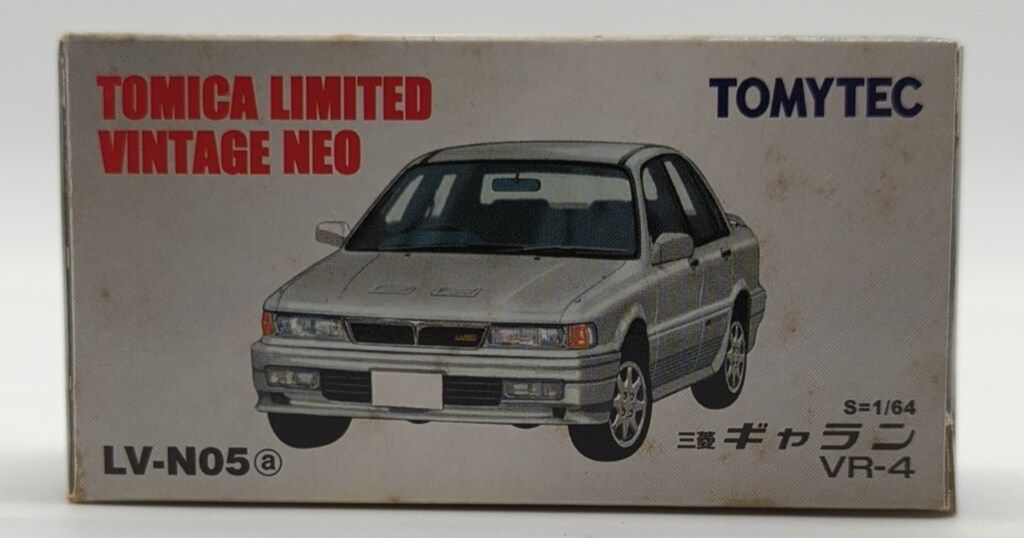 TOMICA LIMITED
VINTAGE NEO
TOMYTEC
S=1/64
三菱 ギャラン
VR-4
LV-N05ⓐ